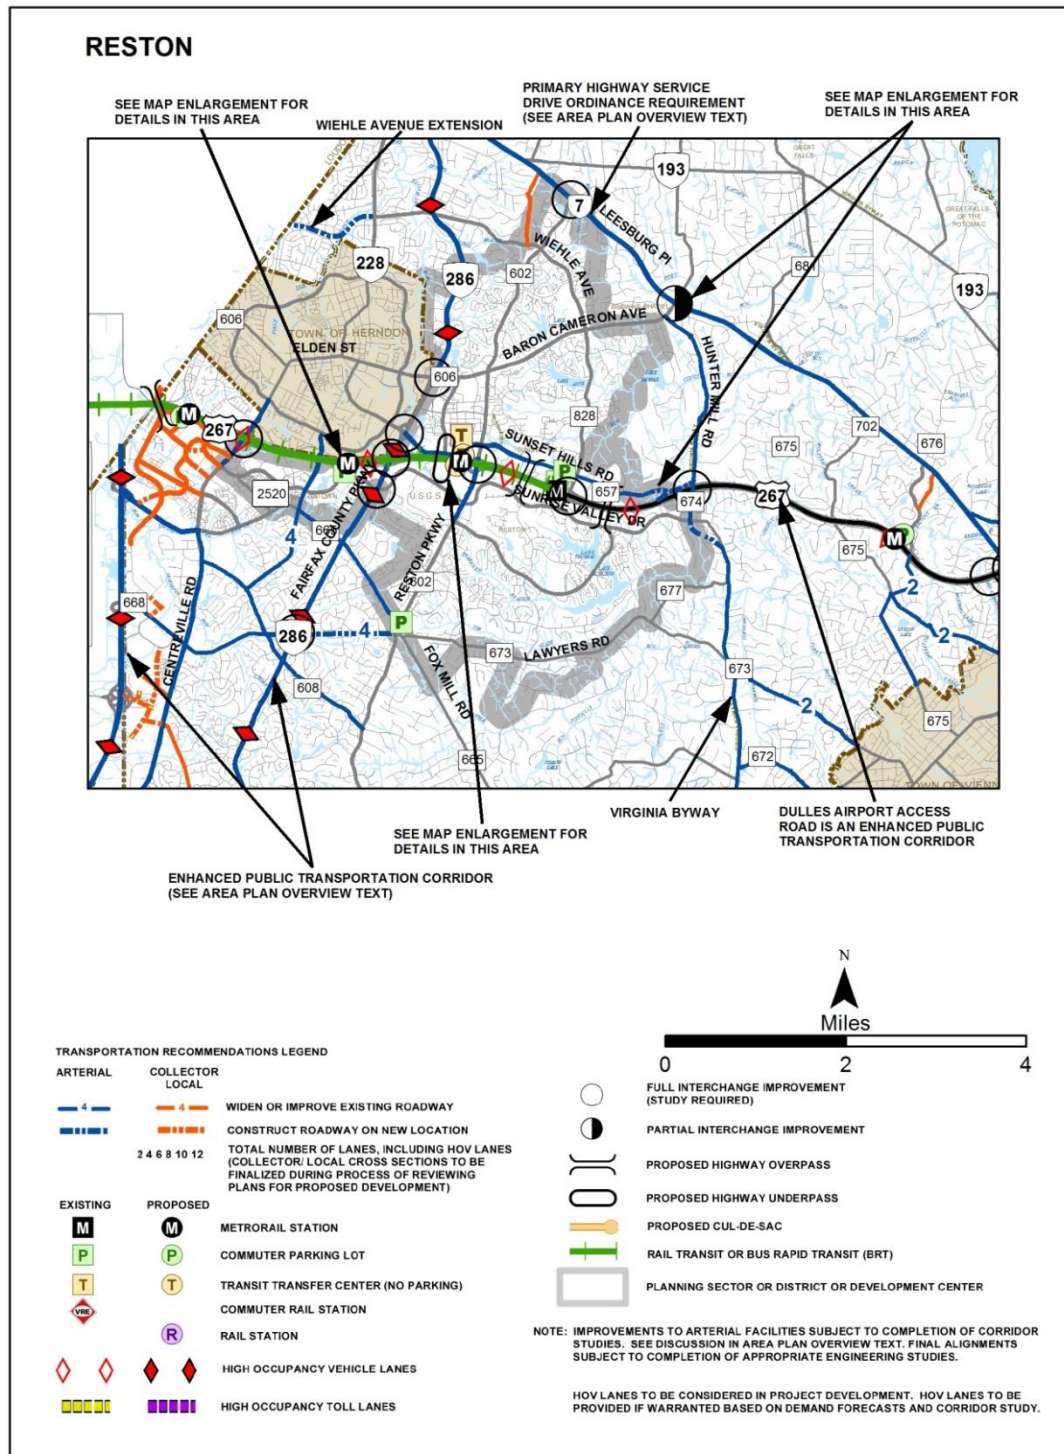 RESTON
SEE MAP ENLARGEMENT FOR
DETAILS IN THIS AREA
WIEHLE AVENUE EXTENSION
PRIMARY HIGHWAY SERVICE
DRIVE ORDINANCE REQUIREMENT
(SEE AREA PLAN OVERVIEW TEXT)
SEE MAP ENLARGEMENT FOR
DETAILS IN THIS AREA
193
7
LEESBURG PI
WIEHLE AVE
228
286
602
681
193
606
TOWN OF HERNDON
ELDEN ST
BARON CAMERON AVE
HUNTER MILL RD
606
828
M
267
T
M
SUNSET HILLS RD
P
675
702
676
2520
U.S.G.S.
M
657
SUNRISE VALLEY DR
674
267
M
4
FAIRFAX COUNTY PKWY
RESTON PKWY
602
675
677
2
668
CENTREVILLE RD
286
4
P
2
673
LAWYERS RD
673
608
FOX MILL RD
2
675
665
672
TOWN OF VIENN
VIRGINIA BYWAY
DULLES AIRPORT ACCESS
ROAD IS AN ENHANCED PUBLIC
TRANSPORTATION CORRIDOR
SEE MAP ENLARGEMENT FOR
DETAILS IN THIS AREA
ENHANCED PUBLIC TRANSPORTATION CORRIDOR
(SEE AREA PLAN OVERVIEW TEXT)
N
Miles
0 2 4
TRANSPORTATION RECOMMENDATIONS LEGEND
ARTERIAL
COLLECTOR
LOCAL
4 4 WIDEN OR IMPROVE EXISTING ROADWAY
CONSTRUCT ROADWAY ON NEW LOCATION
2 4 6 8 10 12 TOTAL NUMBER OF LANES, INCLUDING HOV LANES
(COLLECTOR/ LOCAL CROSS SECTIONS TO BE
FINALIZED DURING PROCESS OF REVIEWING
PLANS FOR PROPOSED DEVELOPMENT)
EXISTING PROPOSED
M M METRORAIL STATION
P P COMMUTER PARKING LOT
T T TRANSIT TRANSFER CENTER (NO PARKING)
VRE COMMUTER RAIL STATION
R RAIL STATION
HIGH OCCUPANCY VEHICLE LANES
HIGH OCCUPANCY TOLL LANES
FULL INTERCHANGE IMPROVEMENT
(STUDY REQUIRED)
PARTIAL INTERCHANGE IMPROVEMENT
PROPOSED HIGHWAY OVERPASS
PROPOSED HIGHWAY UNDERPASS
PROPOSED CUL-DE-SAC
RAIL TRANSIT OR BUS RAPID TRANSIT (BRT)
PLANNING SECTOR OR DISTRICT OR DEVELOPMENT CENTER
NOTE: IMPROVEMENTS TO ARTERIAL FACILITIES SUBJECT TO COMPLETION OF CORRIDOR
STUDIES. SEE DISCUSSION IN AREA PLAN OVERVIEW TEXT. FINAL ALIGNMENTS
SUBJECT TO COMPLETION OF APPROPRIATE ENGINEERING STUDIES.
HOV LANES TO BE CONSIDERED IN PROJECT DEVELOPMENT. HOV LANES TO BE
PROVIDED IF WARRANTED BASED ON DEMAND FORECASTS AND CORRIDOR STUDY.